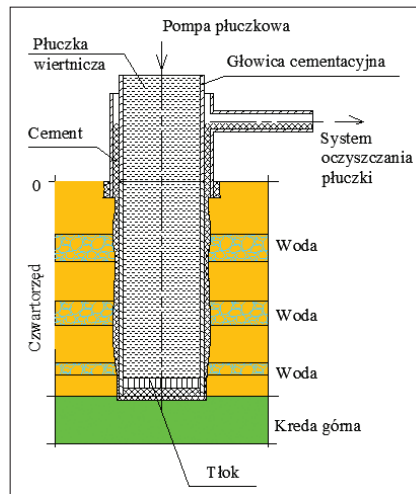 Pompa płuczkowa
Płuczka
wiertnicza
Głowica cementacyjna
Cement
System
oczyszczania
płuczki
0
Czwartorzęd
Woda
Woda
Woda
Kreda górna
Tłok